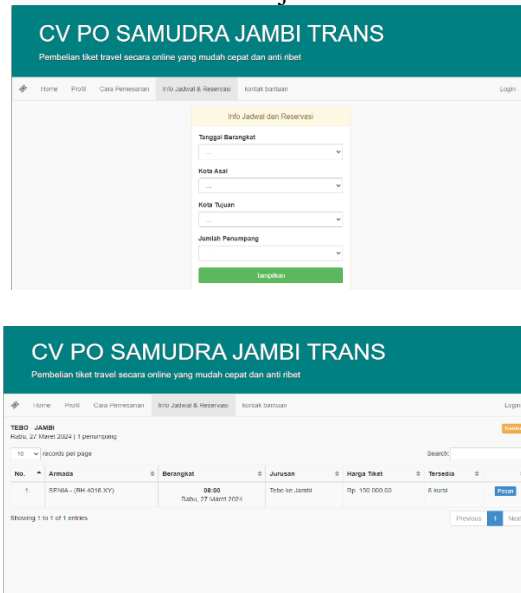 CV PO SAMUDRA JAMBI TRANS
Pembelian tiket travel secara online yang mudah cepat dan anti ribet
Home Profil Cara Pemesanan Info Jadwal & Reservasi kontak bantuan Login
Info Jadwal dan Reservasi
Tanggal Berangkat
...
Kota Asal
...
Kota Tujuan
...
Jumlah Penumpang
Tampilkan
CV PO SAMUDRA JAMBI TRANS
Pembelian tiket travel secara online yang mudah cepat dan anti ribet
Home Profil Cara Pemesanan Info Jadwal & Reservasi kontak bantuan Login
TEBO JAMBI
Rabu, 27 Maret 2024 | 1 penumpang
10 records per page Search:
No. Armada Berangkat Jurusan Harga Tiket Tersedia
1. SENIA - (BH 4018 XY) 08:00 Tebo ke Jambi Rp. 150.000.00 6 kursi Pesan
Rabu, 27 Maret 2024
Showing 1 to 1 of 1 entries Previous 1 Next